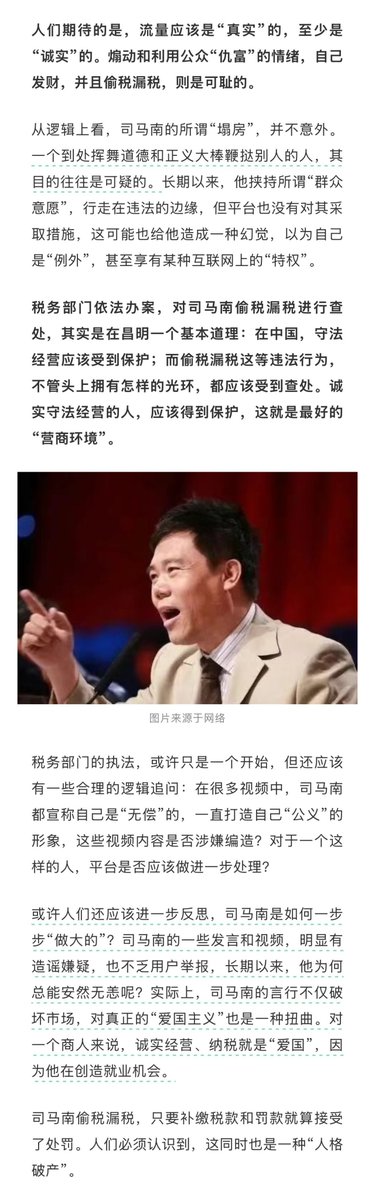 人们期待的是，流量应该是“真实”的，至少是
“诚实”的。煽动和利用公众“仇富”的情绪，自己
发财，并且偷税漏税，则是可耻的。
从逻辑上看，司马南的所谓“塌房”，并不意外。
一个到处挥舞道德和正义大棒鞭挞别人的人，其
目的往往是可疑的。长期以来，他挟持所谓“群众
意愿”，行走在违法的边缘，但平台也没有对其采
取措施，这可能也给他造成一种幻觉，以为自己
是“例外”，甚至享有某种互联网上的“特权”。
税务部门依法办案，对司马南偷税漏税进行查
处，其实是在昌明一个基本道理：在中国，守法
经营应该受到保护；而偷税漏税这等违法行为，
不管头上拥有怎样的光环，都应该受到查处。诚
实守法经营的人，应该得到保护，这就是最好的
“营商环境”。
图片来源于网络
税务部门的执法，或许只是一个开始，但还应该
有一些合理的逻辑追问：在很多视频中，司马南
都宣称自己是“无偿”的，一直打造自己“公义”的
形象，这些视频内容是否涉嫌编造？对于一个这
样的人，平台是否应该做进一步处理？
或许人们还应该进一步反思，司马南是如何一步
步“做大的”？司马南的一些发言和视频，明显有
造谣嫌疑，也不乏用户举报，长期以来，他为何
总能安然无恙呢？实际上，司马南的言行不仅破
坏市场，对真正的“爱国主义”也是一种扭曲。对
一个商人来说，诚实经营、纳税就是“爱国”，因
为他在创造就业机会。
司马南偷税漏税，只要补缴税款和罚款就算接受
了处罚。人们必须认识到，这同时也是一种“人格
破产”。